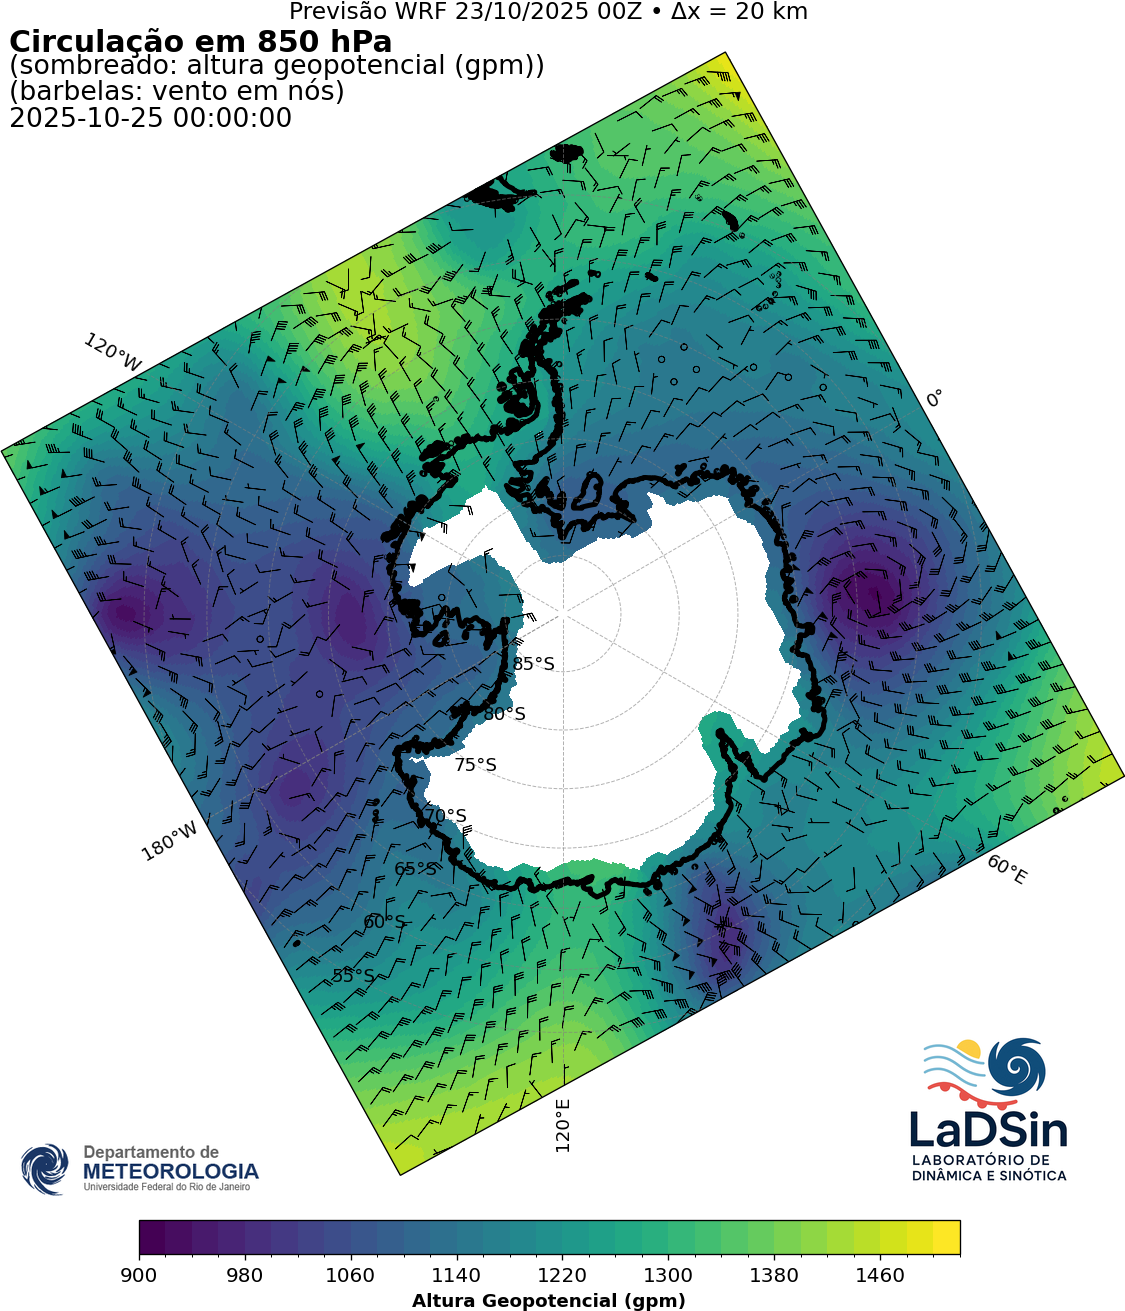 Previsão WRF 23/10/2025 00Z • Δx = 20 km
Circulação em 850 hPa
(sombreado: altura geopotencial (gpm))
(barbelas: vento em nós)
2025-10-25 00:00:00
120°W
0°
85°S
80°S
75°S
70°S
65°S
60°S
55°S
180°W
60°E
120°E
Departamento de
METEOROLOGIA
Universidade Federal do Rio de Janeiro
LaDSin
LABORATÓRIO DE
DINÂMICA E SINÓTICA
900 980 1060 1140 1220 1300 1380 1460
Altura Geopotencial (gpm)